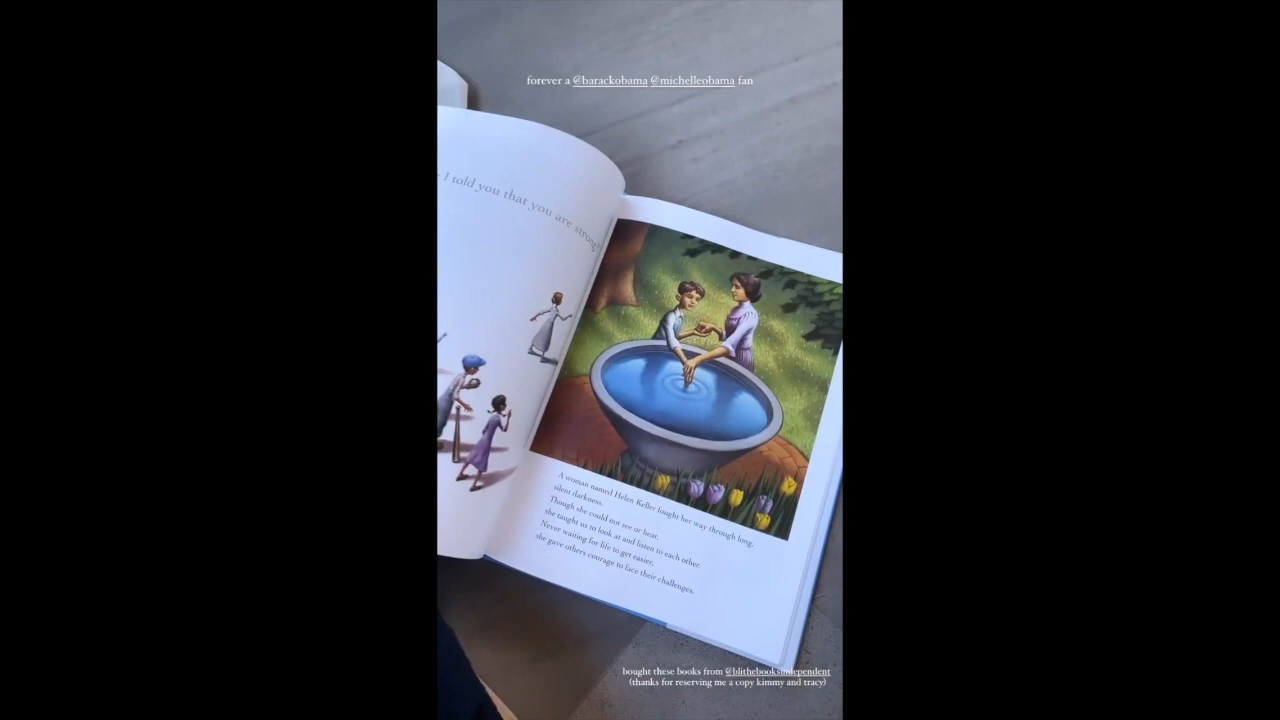 forever a @barackobama @michelleobama fan
I told you that you are strong?
A woman named Helen Keller fought her way through long,
silent darkness.
Though she could not see or hear,
she taught us to look at and listen to each other.
Never waiting for life to get easier,
she gave others courage to face their challenges.
bought these books from @blithebooksindependent
(thanks for reserving me a copy kimmy and tracy)